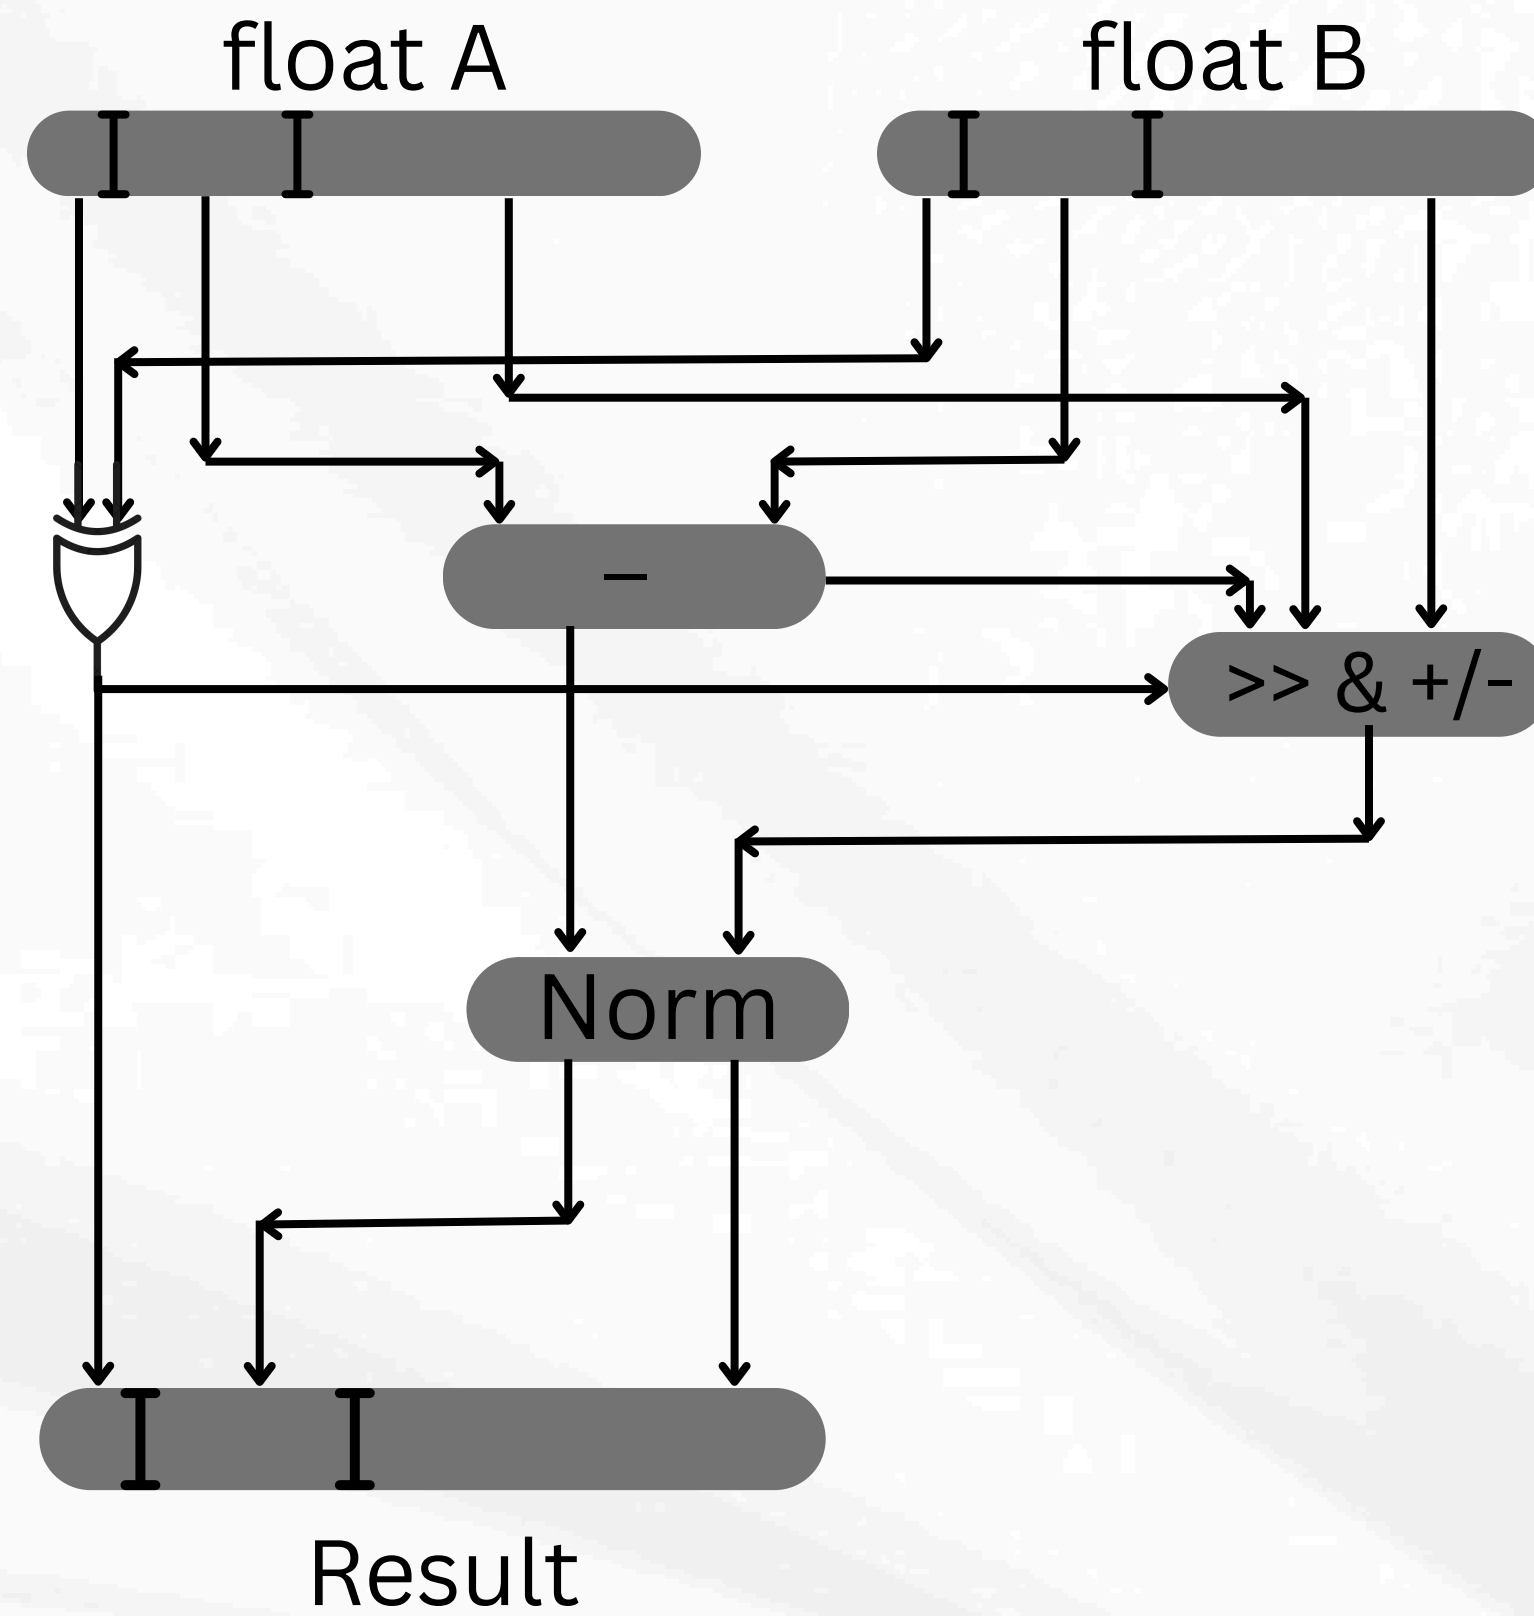 float A
float B
–
>> & +/-
Norm
Result